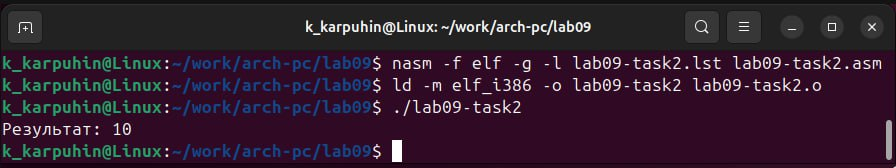 k_karpuhin@Linux: ~/work/arch-pc/lab09
k_karpuhin@Linux:~/work/arch-pc/lab09$ nasm -f elf -g -l lab09-task2.lst lab09-task2.asm
k_karpuhin@Linux:~/work/arch-pc/lab09$ ld -m elf_i386 -o lab09-task2 lab09-task2.o
k_karpuhin@Linux:~/work/arch-pc/lab09$ ./lab09-task2
Результат: 10
k_karpuhin@Linux:~/work/arch-pc/lab09$